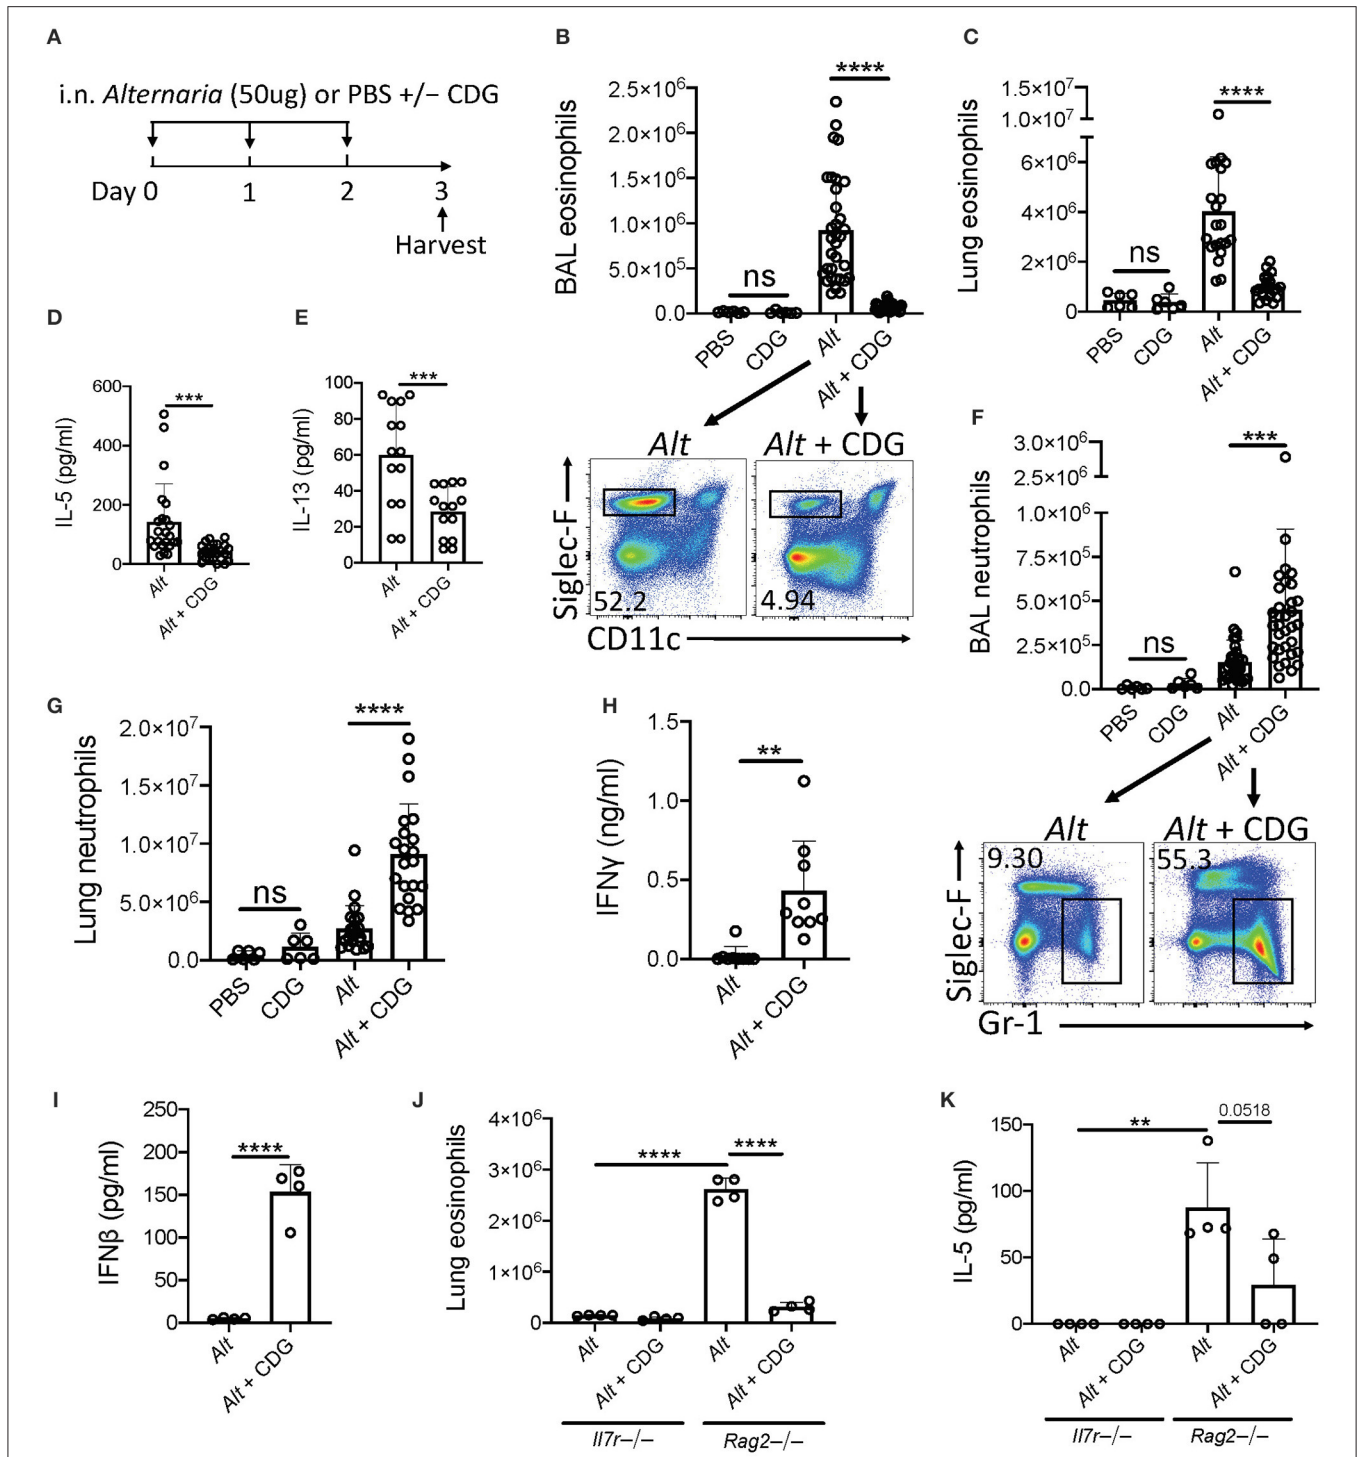 A
i.n. Alternaria (50ug) or PBS +/− CDG
Day 0 1 2 3
Harvest
B
BAL eosinophils
2.5×10⁶
2.0×10⁶
1.5×10⁶
1.0×10⁶
5.0×10⁵
0.0
ns
****
PBS
CDG
Alt
Alt + CDG
Alt
Alt + CDG
Siglec-F
52.2
4.94
CD11c
C
Lung eosinophils
1.5×10⁷
1.0×10⁷
6×10⁶
4×10⁶
2×10⁶
0
ns
****
PBS
CDG
Alt
Alt + CDG
D
IL-5 (pg/ml)
600
400
200
0
***
Alt
Alt + CDG
E
IL-13 (pg/ml)
100
80
60
40
20
0
***
Alt
Alt + CDG
F
BAL neutrophils
3.0×10⁶
2.5×10⁶
1.0×10⁶
7.5×10⁵
5.0×10⁵
2.5×10⁵
0.0
ns
***
PBS
CDG
Alt
Alt + CDG
Alt
Alt + CDG
Siglec-F
9.30
55.3
Gr-1
G
Lung neutrophils
2.0×10⁷
1.5×10⁷
1.0×10⁷
5.0×10⁶
0.0
ns
****
PBS
CDG
Alt
Alt + CDG
H
IFNγ (ng/ml)
1.5
1.0
0.5
0.0
**
Alt
Alt + CDG
I
IFNβ (pg/ml)
250
200
150
100
50
0
****
Alt
Alt + CDG
J
Lung eosinophils
4×10⁶
3×10⁶
2×10⁶
1×10⁶
0
****
****
Alt
Alt + CDG
Alt
Alt + CDG
Il7r−/−
Rag2−/−
K
IL-5 (pg/ml)
150
100
50
0
**
0.0518
Alt
Alt + CDG
Alt
Alt + CDG
Il7r−/−
Rag2−/−